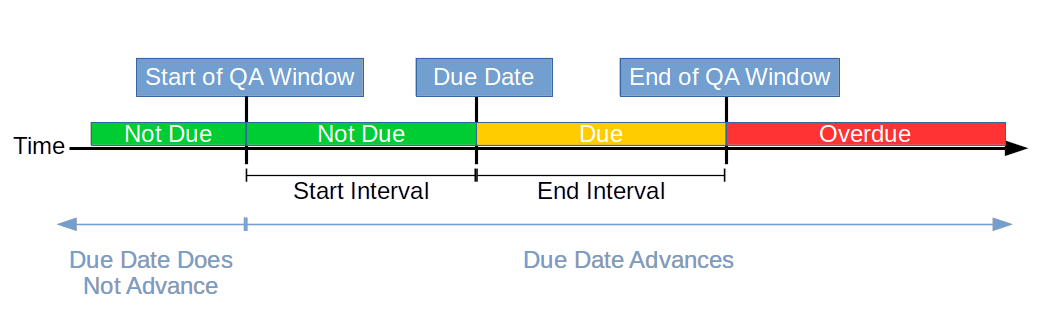 Start of QA Window
Due Date
End of QA Window
Not Due
Not Due
Due
Overdue
Time
Start Interval
End Interval
Due Date Does
Not Advance
Due Date Advances